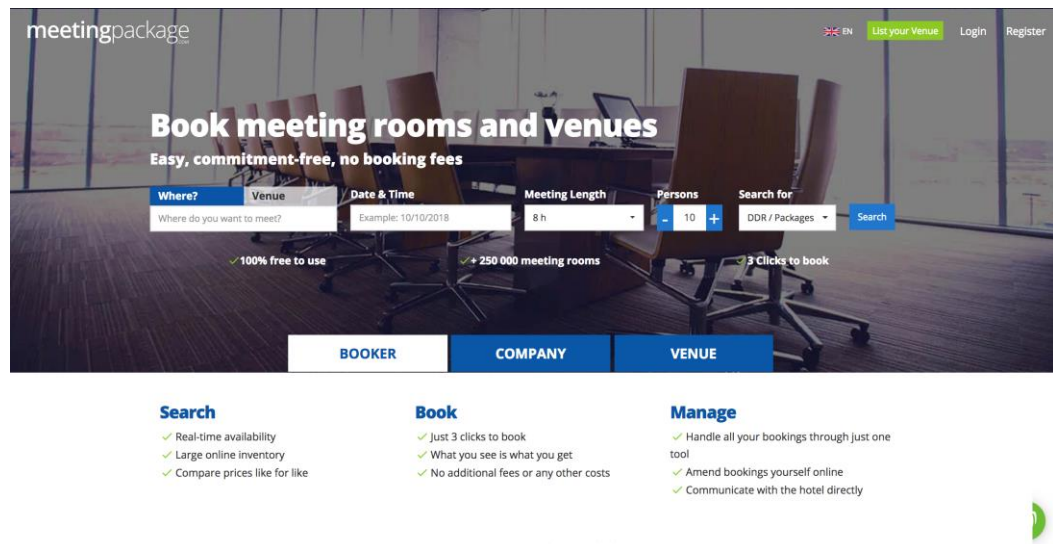 meetingpackage
.COM
EN
List your Venue
Login
Register
Book meeting rooms and venues
Easy, commitment-free, no booking fees
Where?
Venue
Date & Time
Meeting Length
Persons
Search for
Where do you want to meet?
Example: 10/10/2018
8 h
- 10 +
DDR / Packages
Search
100% free to use
+ 250 000 meeting rooms
3 Clicks to book
BOOKER
COMPANY
VENUE
Search
Real-time availability
Large online inventory
Compare prices like for like
Book
Just 3 clicks to book
What you see is what you get
No additional fees or any other costs
Manage
Handle all your bookings through just one
tool
Amend bookings yourself online
Communicate with the hotel directly